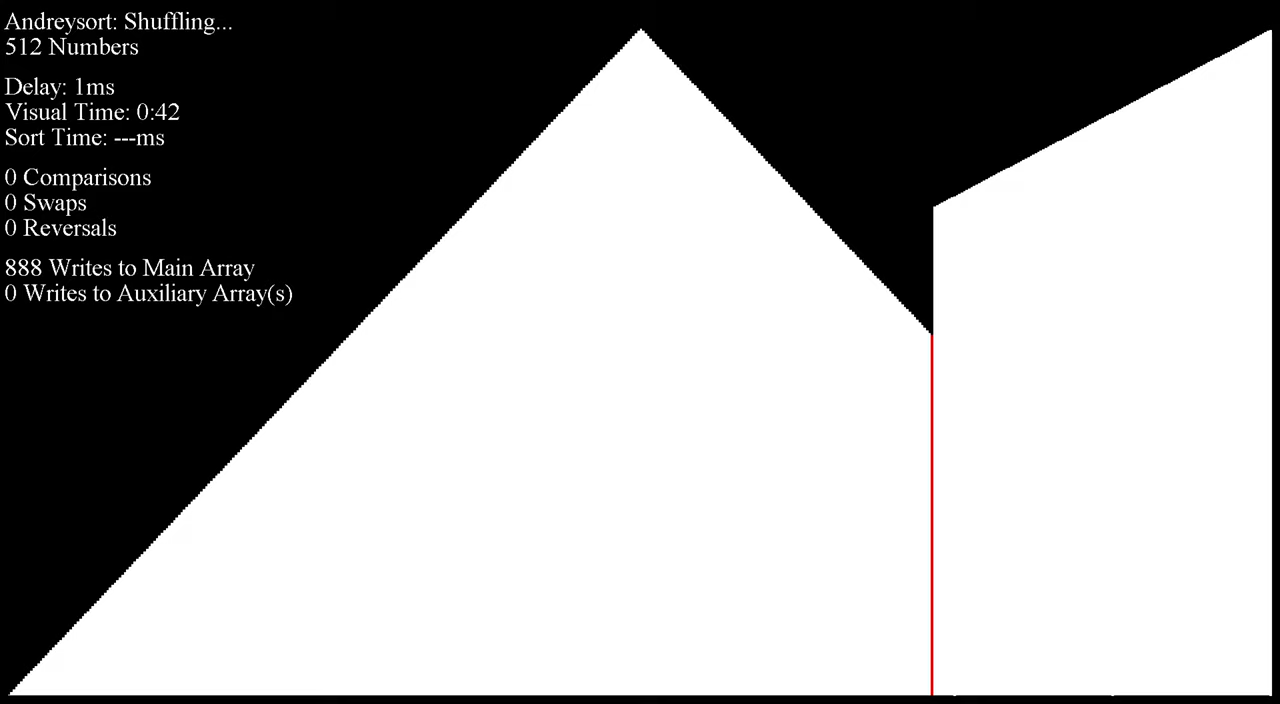 Andreysort: Shuffling...
512 Numbers
Delay: 1ms
Visual Time: 0:42
Sort Time: ---ms
0 Comparisons
0 Swaps
0 Reversals
888 Writes to Main Array
0 Writes to Auxiliary Array(s)